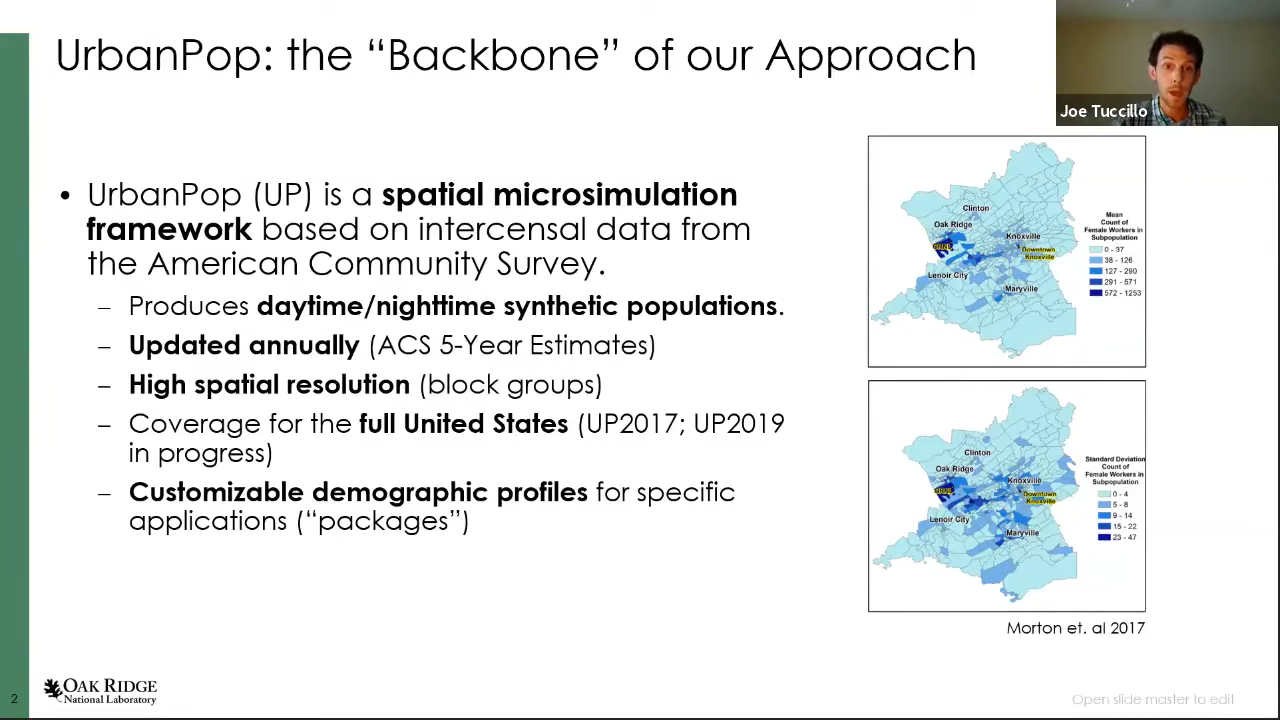 UrbanPop: the “Backbone” of our Approach
Joe Tuccillo
• UrbanPop (UP) is a spatial microsimulation
framework based on intercensal data from
the American Community Survey.
– Produces daytime/nighttime synthetic populations.
– Updated annually (ACS 5-Year Estimates)
– High spatial resolution (block groups)
– Coverage for the full United States (UP2017; UP2019
in progress)
– Customizable demographic profiles for specific
applications (“packages”)
Clinton
Oak Ridge
ORNL
Knoxville
Downtown
Knoxville
Lenoir City
Maryville
Mean
Count of
Female Workers in
Subpopulation
0 - 37
38 - 126
127 - 290
291 - 571
572 - 1253
Clinton
Oak Ridge
ORNL
Knoxville
Downtown
Knoxville
Lenoir City
Maryville
Standard Deviation
Count of
Female Workers in
Subpopulation
0 - 4
5 - 8
9 - 14
15 - 22
23 - 47
Morton et. al 2017
2
OAK RIDGE
National Laboratory
Open slide master to edit